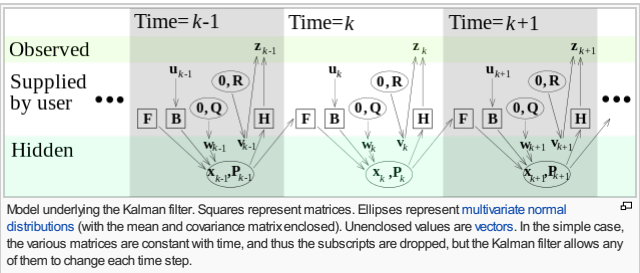 Time=k-1 Time=k Time=k+1
Observed z k-1 z k z k+1
Supplied by user u k-1 0,R u k 0,R u k+1 0,R
••• 0,Q 0,Q 0,Q •••
F B H F B H F B H
Hidden w k-1 v k-1 w k v k w k+1 v k+1
x k-1,P k-1 x k,P k x k+1,P k+1
Model underlying the Kalman filter. Squares represent matrices. Ellipses represent multivariate normal
distributions (with the mean and covariance matrix enclosed). Unenclosed values are vectors. In the simple case,
the various matrices are constant with time, and thus the subscripts are dropped, but the Kalman filter allows any
of them to change each time step.